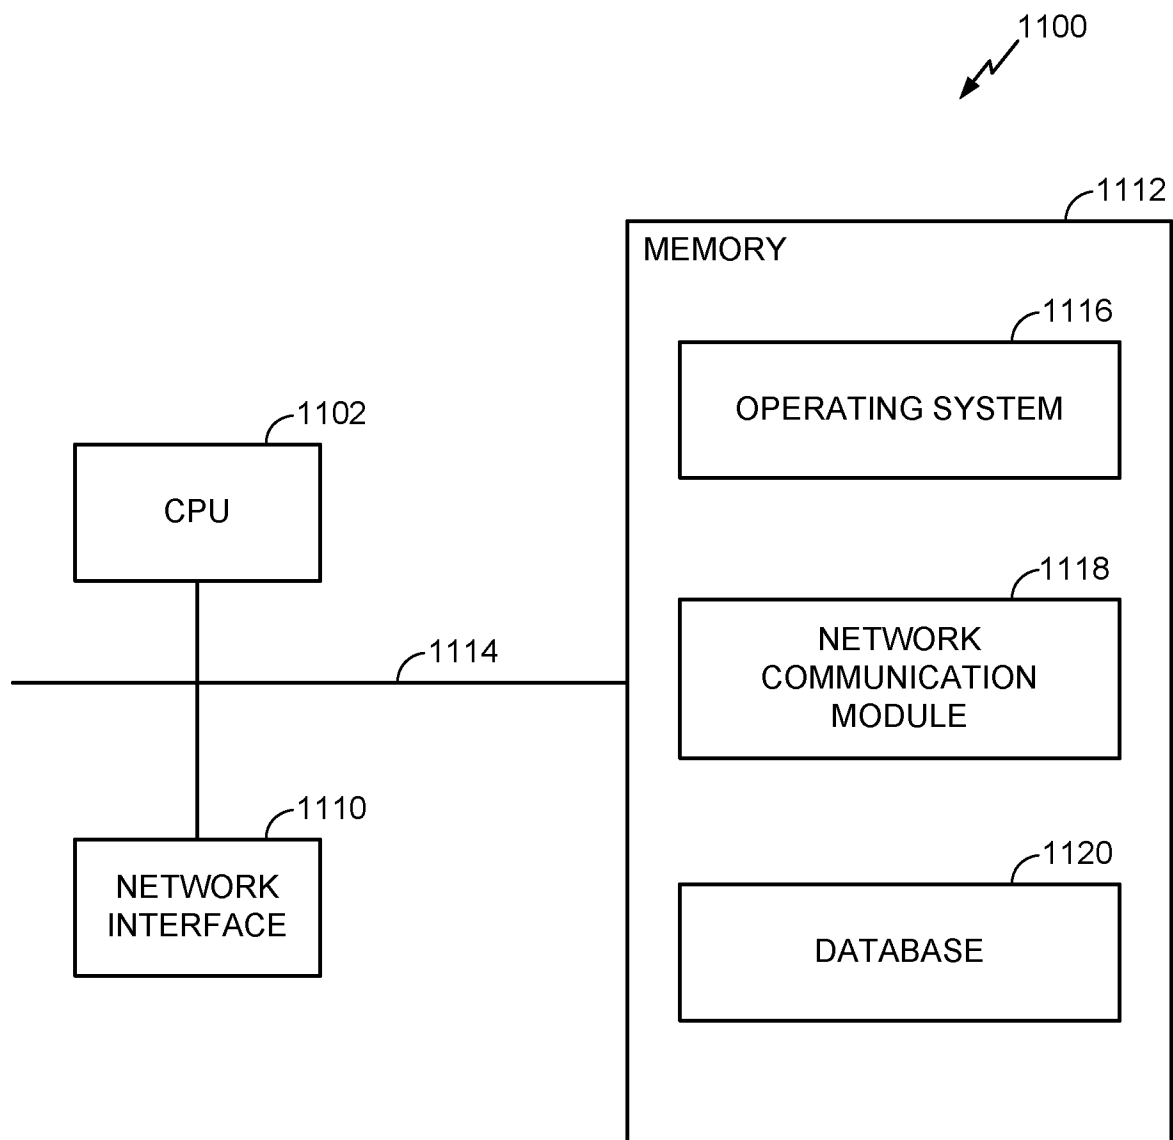 1100
1112
MEMORY
1116
OPERATING SYSTEM
1102
CPU
1118
NETWORK
COMMUNICATION
MODULE
1114
1110
NETWORK
INTERFACE
1120
DATABASE